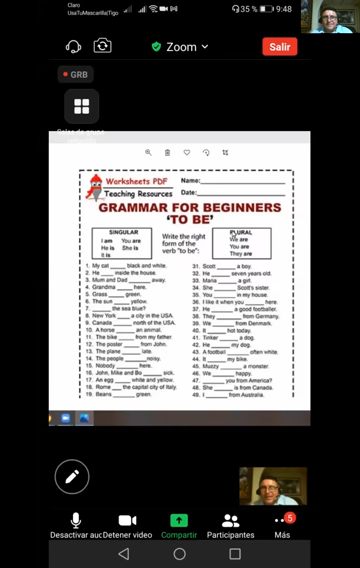 Claro
UsaTuMascarilla|Tigo
35 %
9:48
Zoom
Salir
GRB
Worksheets PDF
Teaching Resources
Name:
Date:
GRAMMAR FOR BEGINNERS
'TO BE'
SINGULAR
I am You are
He is She is
It is
Write the right
form of the
verb "to be":
PLURAL
We are
You are
They are
1. My cat _____ black and white.
2. He _____ inside the house.
3. Mum and Dad _____ away.
4. Grandma _____ here.
5. Grass _____ green.
6. The sun _____ yellow.
7. _____ the sea blue?
8. New York _____ a city in the USA.
9. Canada _____ north of the USA.
10. A horse _____ an animal.
11. The bike _____ from my father
12. The poster _____ from John.
13. The plane _____ late.
14. The people _____ noisy.
15. Nobody _____ here.
16. John, Mike and Bo _____ sick.
17. An egg _____ white and yellow.
18. Rome _____ the capital city of Italy.
19. Beans _____ green.
31. Scott _____ a boy.
32. He _____ seven years old.
33. Maria _____ a girl.
34. She _____ Scott's sister.
35. You _____ in my house.
36. I like it when you _____ here.
37. He _____ a good footballer.
38. They _____ from Germany.
39. We _____ from Denmark.
40. It _____ hot today.
41. Tinker _____ a dog.
42. He _____ my dog.
43. A football _____ often white.
44. It _____ my bike.
45. Muzzy _____ a monster.
46. We _____ happy.
47. _____ you from America?
48. She _____ is from Canada.
49. I _____ from Australia.
Desactivar auc
Detener video
Compartir
Participantes
5
Más